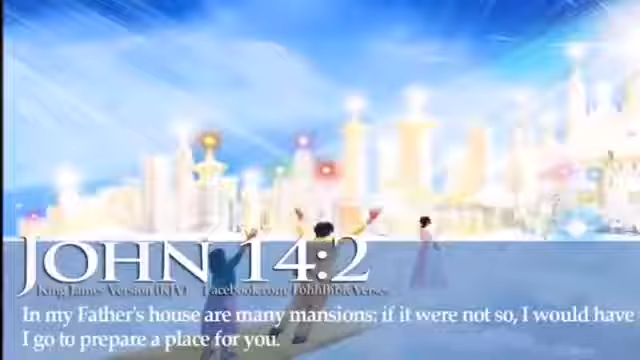 JOHN 14:2
King James Version (KJV)
In my Father's house are many mansions: if it were not so, I would have
I go to prepare a place for you.